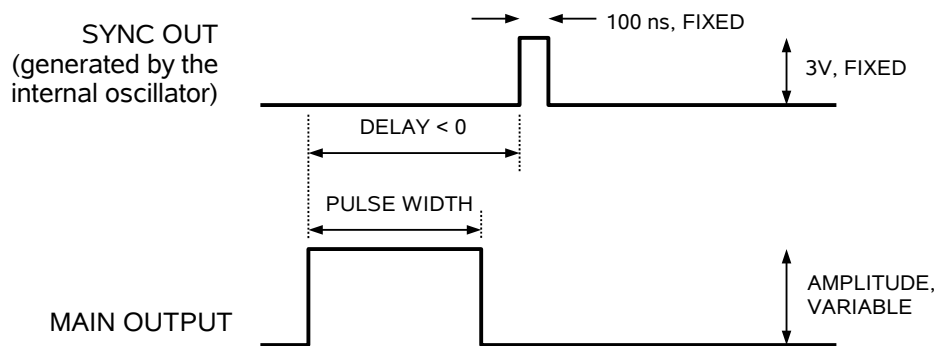 100 ns, FIXED
SYNC OUT
(generated by the
internal oscillator)
3V, FIXED
DELAY < 0
PULSE WIDTH
AMPLITUDE,
VARIABLE
MAIN OUTPUT